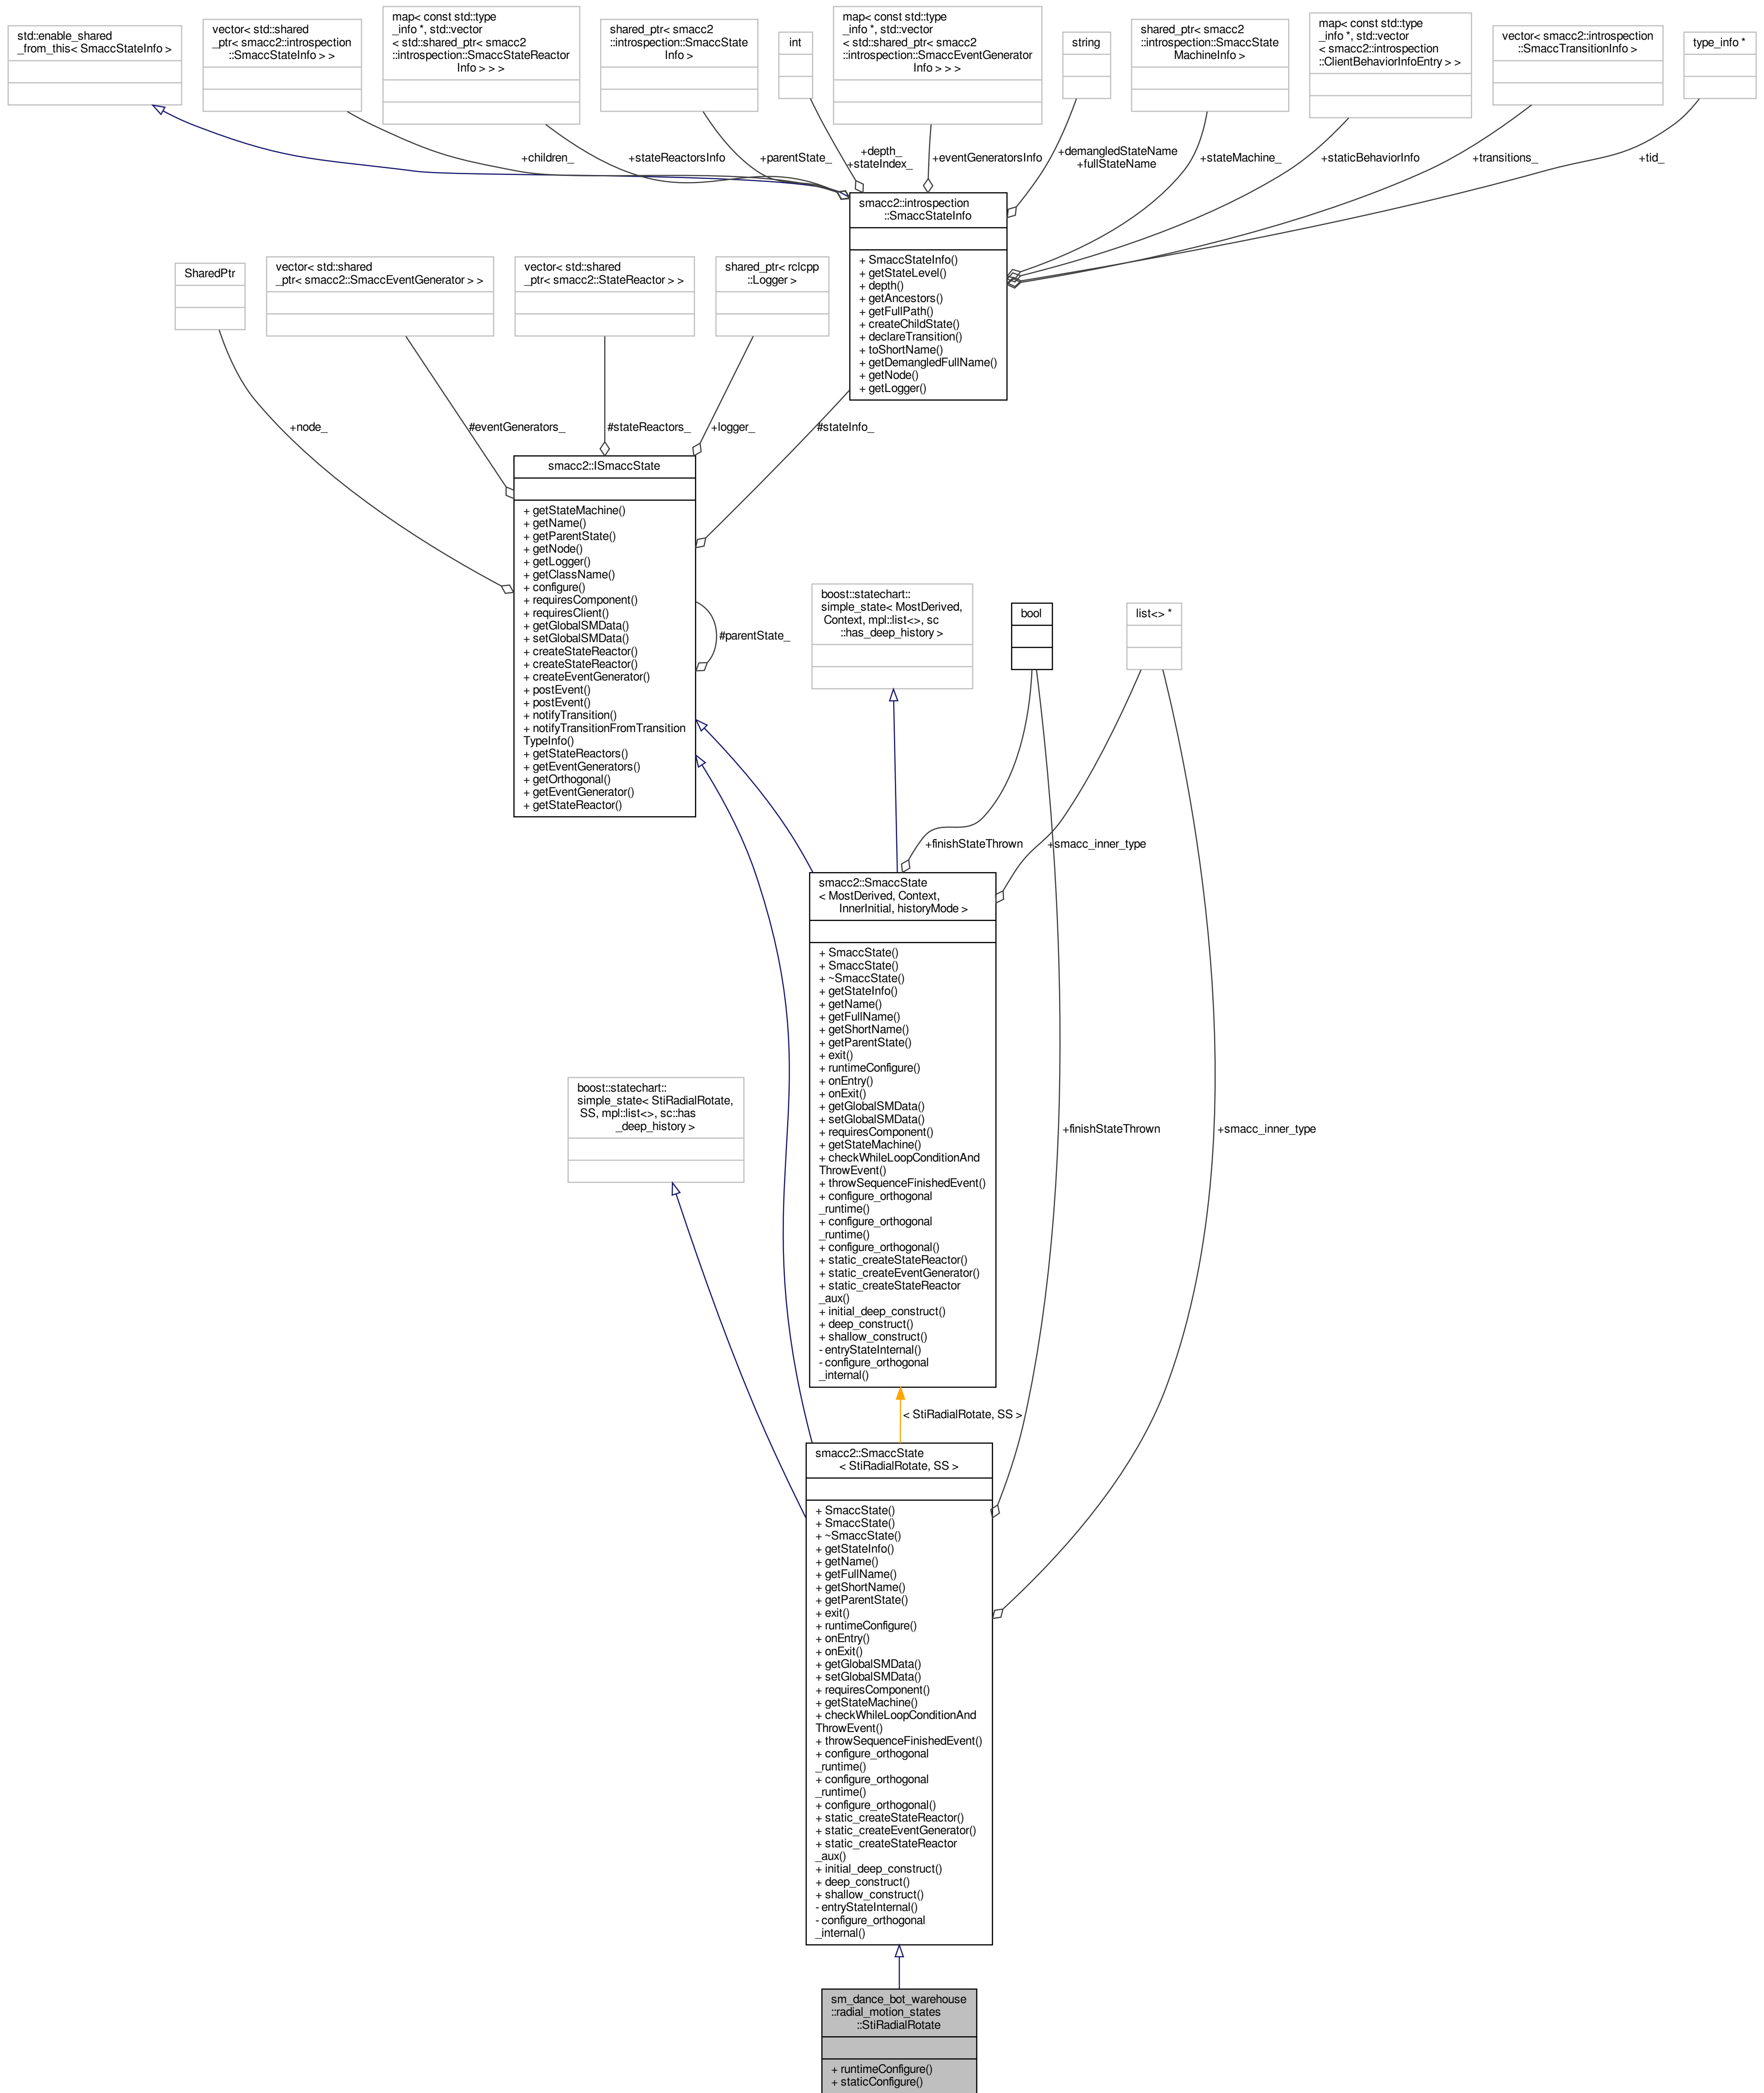 std::enable_shared
_from_this< SmaccStateInfo >
vector< std::shared
_ptr< smacc2::introspection
::SmaccStateInfo > >
map< const std::type
_info *, std::vector
< std::shared_ptr< smacc2
::introspection::SmaccStateReactor
Info > > >
shared_ptr< smacc2
::introspection::SmaccState
Info >
int
map< const std::type
_info *, std::vector
< std::shared_ptr< smacc2
::introspection::SmaccEventGenerator
Info > > >
string
shared_ptr< smacc2
::introspection::SmaccState
MachineInfo >
map< const std::type
_info *, std::vector
< smacc2::introspection
::ClientBehaviorInfoEntry > >
vector< smacc2::introspection
::SmaccTransitionInfo >
type_info *
+children_
+stateReactorsInfo
+parentState_
+depth_
+stateIndex_
+eventGeneratorsInfo
+demangledStateName
+fullStateName
+stateMachine_
+staticBehaviorInfo
+transitions_
+tid_
smacc2::introspection
::SmaccStateInfo
+ SmaccStateInfo()
+ getStateLevel()
+ depth()
+ getAncestors()
+ getFullPath()
+ createChildState()
+ declareTransition()
+ toShortName()
+ getDemangledFullName()
+ getNode()
+ getLogger()
SharedPtr
vector< std::shared
_ptr< smacc2::SmaccEventGenerator > >
vector< std::shared
_ptr< smacc2::StateReactor > >
shared_ptr< rclcpp
::Logger >
+node_
#eventGenerators_
#stateReactors_
+logger_
#stateInfo_
smacc2::ISmaccState
+ getStateMachine()
+ getName()
+ getParentState()
+ getNode()
+ getLogger()
+ getClassName()
+ configure()
+ requiresComponent()
+ requiresClient()
+ getGlobalSMData()
+ setGlobalSMData()
+ createStateReactor()
+ createStateReactor()
+ createEventGenerator()
+ postEvent()
+ postEvent()
+ notifyTransition()
+ notifyTransitionFromTransition
TypeInfo()
+ getStateReactors()
+ getEventGenerators()
+ getOrthogonal()
+ getEventGenerator()
+ getStateReactor()
#parentState_
boost::statechart::
simple_state< MostDerived,
Context, mpl::list<>, sc
::has_deep_history >
bool
list<> *
+finishStateThrown
+smacc_inner_type
smacc2::SmaccState
< MostDerived, Context,
InnerInitial, historyMode >
+ SmaccState()
+ SmaccState()
+ ~SmaccState()
+ getStateInfo()
+ getName()
+ getFullName()
+ getShortName()
+ getParentState()
+ exit()
+ runtimeConfigure()
+ onEntry()
+ onExit()
+ getGlobalSMData()
+ setGlobalSMData()
+ requiresComponent()
+ getStateMachine()
+ checkWhileLoopConditionAnd
ThrowEvent()
+ throwSequenceFinishedEvent()
+ configure_orthogonal
_runtime()
+ configure_orthogonal
_runtime()
+ configure_orthogonal()
+ static_createStateReactor()
+ static_createEventGenerator()
+ static_createStateReactor
_aux()
+ initial_deep_construct()
+ deep_construct()
+ shallow_construct()
- entryStateInternal()
- configure_orthogonal
_internal()
boost::statechart::
simple_state< StiRadialRotate,
SS, mpl::list<>, sc::has
_deep_history >
+finishStateThrown
+smacc_inner_type
< StiRadialRotate, SS >
smacc2::SmaccState
< StiRadialRotate, SS >
+ SmaccState()
+ SmaccState()
+ ~SmaccState()
+ getStateInfo()
+ getName()
+ getFullName()
+ getShortName()
+ getParentState()
+ exit()
+ runtimeConfigure()
+ onEntry()
+ onExit()
+ getGlobalSMData()
+ setGlobalSMData()
+ requiresComponent()
+ getStateMachine()
+ checkWhileLoopConditionAnd
ThrowEvent()
+ throwSequenceFinishedEvent()
+ configure_orthogonal
_runtime()
+ configure_orthogonal
_runtime()
+ configure_orthogonal()
+ static_createStateReactor()
+ static_createEventGenerator()
+ static_createStateReactor
_aux()
+ initial_deep_construct()
+ deep_construct()
+ shallow_construct()
- entryStateInternal()
- configure_orthogonal
_internal()
sm_dance_bot_warehouse
::radial_motion_states
::StiRadialRotate
+ runtimeConfigure()
+ staticConfigure()